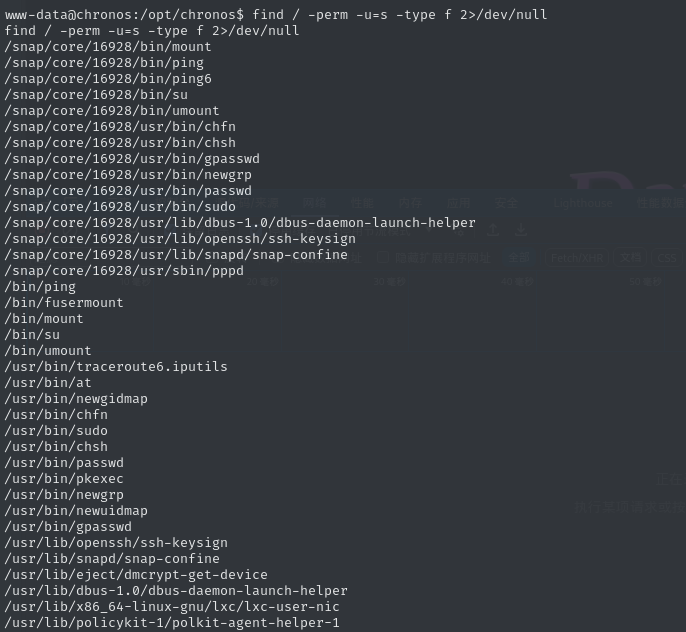 www-data@chronos:/opt/chronos$ find / -perm -u=s -type f 2>/dev/null
find / -perm -u=s -type f 2>/dev/null
/snap/core/16928/bin/mount
/snap/core/16928/bin/ping
/snap/core/16928/bin/ping6
/snap/core/16928/bin/su
/snap/core/16928/bin/umount
/snap/core/16928/usr/bin/chfn
/snap/core/16928/usr/bin/chsh
/snap/core/16928/usr/bin/gpasswd
/snap/core/16928/usr/bin/newgrp
/snap/core/16928/usr/bin/passwd
/snap/core/16928/usr/bin/sudo
/snap/core/16928/usr/lib/dbus-1.0/dbus-daemon-launch-helper
/snap/core/16928/usr/lib/openssh/ssh-keysign
/snap/core/16928/usr/lib/snapd/snap-confine
/snap/core/16928/usr/sbin/pppd
/bin/ping
/bin/fusermount
/bin/mount
/bin/su
/bin/umount
/usr/bin/traceroute6.iputils
/usr/bin/at
/usr/bin/newgidmap
/usr/bin/chfn
/usr/bin/sudo
/usr/bin/chsh
/usr/bin/passwd
/usr/bin/pkexec
/usr/bin/newgrp
/usr/bin/newuidmap
/usr/bin/gpasswd
/usr/lib/openssh/ssh-keysign
/usr/lib/snapd/snap-confine
/usr/lib/eject/dmcrypt-get-device
/usr/lib/dbus-1.0/dbus-daemon-launch-helper
/usr/lib/x86_64-linux-gnu/lxc/lxc-user-nic
/usr/lib/policykit-1/polkit-agent-helper-1